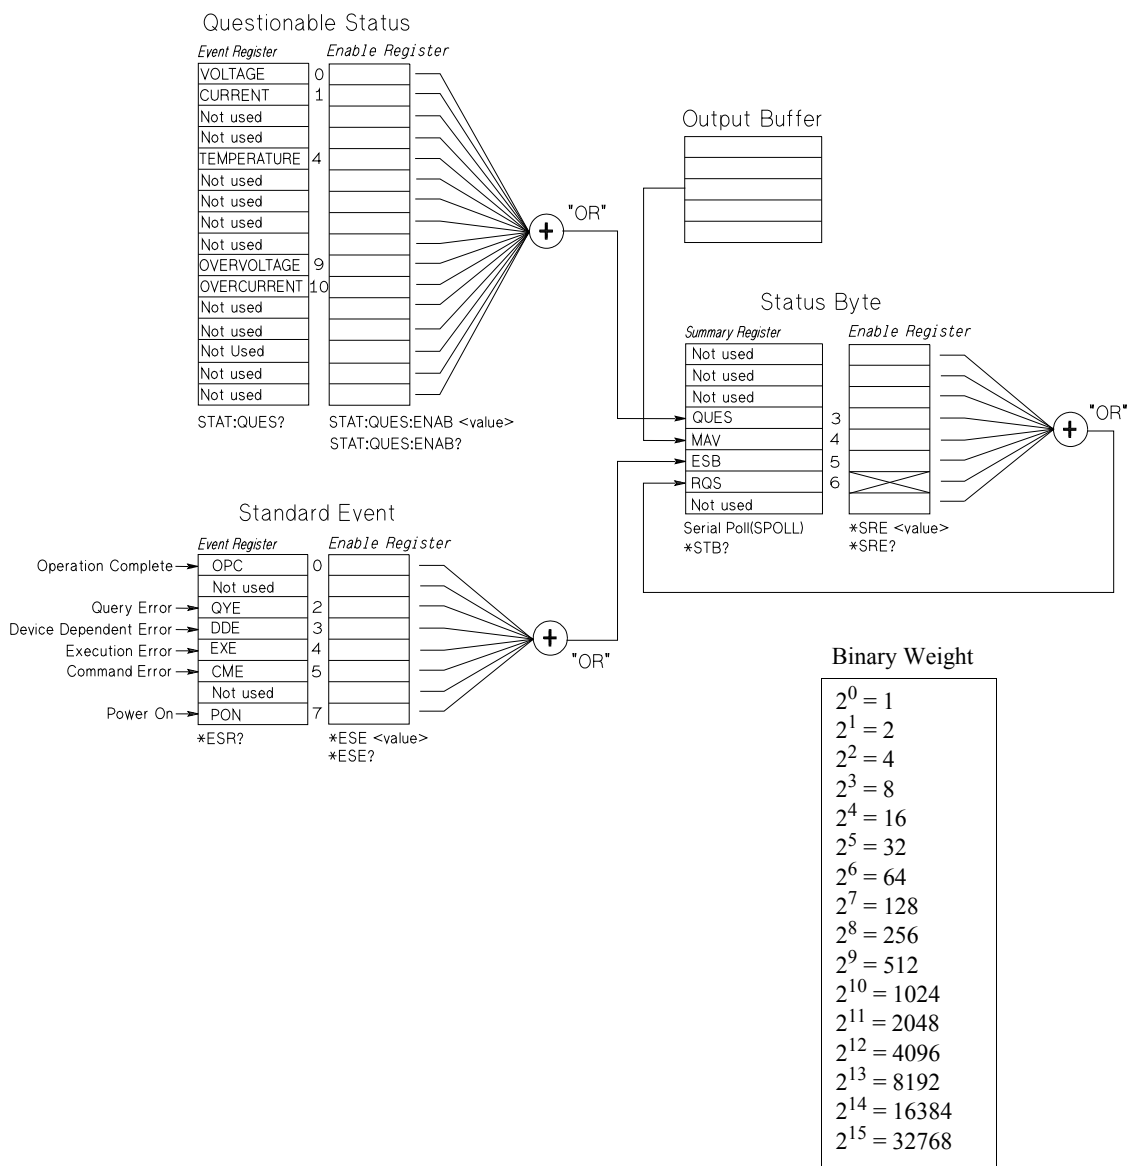 Questionable Status
Event Register Enable Register
VOLTAGE 0
CURRENT 1
Not used
Not used
TEMPERATURE 4
Not used
Not used
Not used
Not used
OVERVOLTAGE 9
OVERCURRENT 10
Not used
Not used
Not Used
Not used
Not used
STAT:QUES? STAT:QUES:ENAB <value>
STAT:QUES:ENAB?
+ "OR"
Output Buffer
Status Byte
Summary Register Enable Register
Not used
Not used
Not used
QUES 3
MAV 4
ESB 5
RQS 6
Not used
Serial Poll(SPOLL) *SRE <value>
*STB? *SRE?
+ "OR"
Standard Event
Event Register Enable Register
Operation Complete OPC 0
Not used
Query Error QYE 2
Device Dependent Error DDE 3
Execution Error EXE 4
Command Error CME 5
Not used
Power On PON 7
*ESR? *ESE <value>
*ESE?
+ "OR"
Binary Weight
2^0 = 1
2^1 = 2
2^2 = 4
2^3 = 8
2^4 = 16
2^5 = 32
2^6 = 64
2^7 = 128
2^8 = 256
2^9 = 512
2^10 = 1024
2^11 = 2048
2^12 = 4096
2^13 = 8192
2^14 = 16384
2^15 = 32768